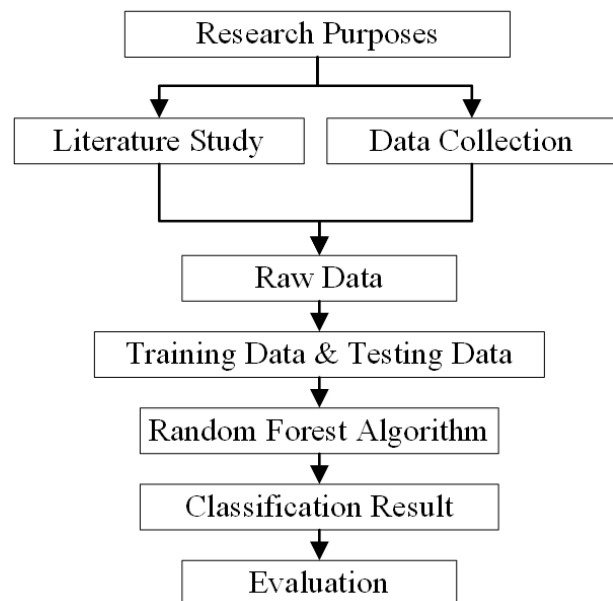 Research Purposes
Literature Study
Data Collection
Raw Data
Training Data & Testing Data
Random Forest Algorithm
Classification Result
Evaluation